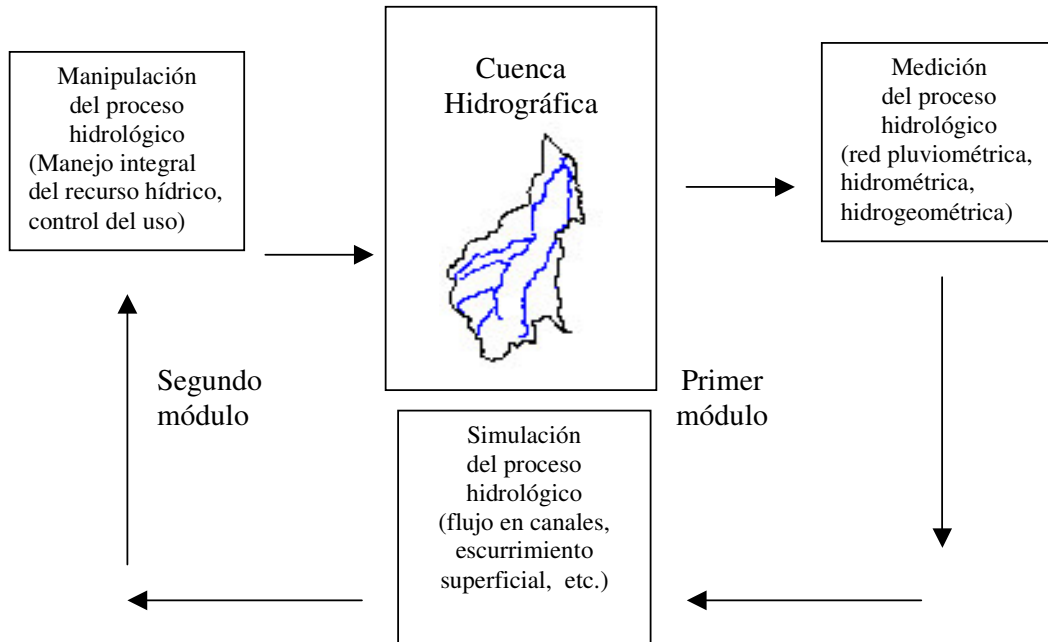 Manipulación
del proceso
hidrológico
(Manejo integral
del recurso hídrico,
control del uso)
Cuenca
Hidrográfica
Medición
del proceso
hidrológico
(red pluviométrica,
hidrométrica,
hidrogeométrica)
Segundo
módulo
Primer
módulo
Simulación
del proceso
hidrológico
(flujo en canales,
escurrimiento
superficial, etc.)